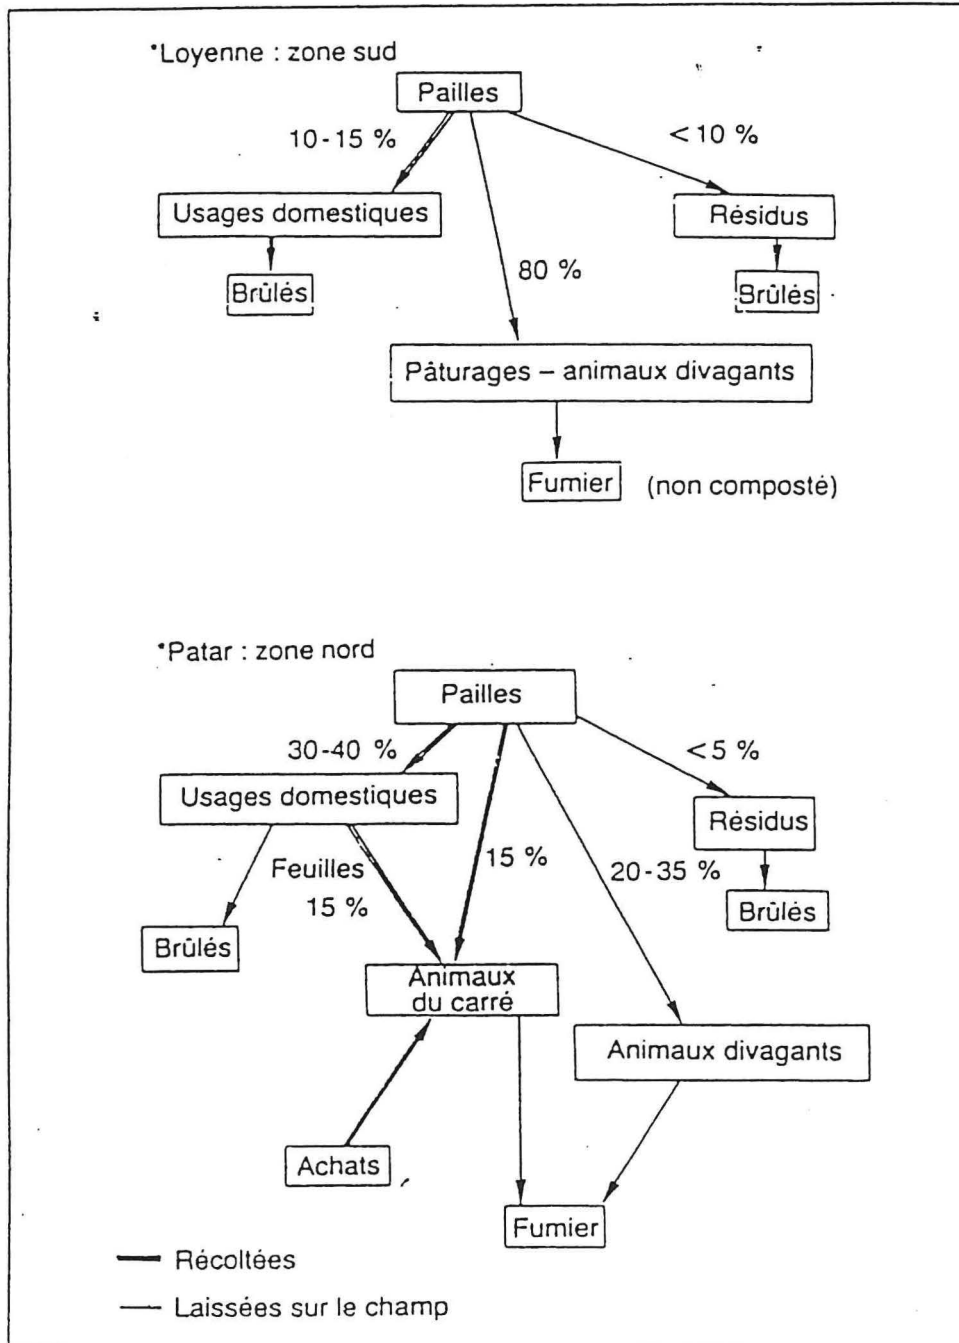 *Loyenne : zone sud
Pailles
10-15 %
<10 %
Usages domestiques
Résidus
80 %
Brûlés
Brûlés
Pâturages – animaux divagants
Fumier (non composté)
*Patar : zone nord
Pailles
30-40 %
<5 %
Usages domestiques
Résidus
Feuilles
15 %
15 %
20-35 %
Brûlés
Brûlés
Animaux
du carré
Animaux divagants
Achats
Fumier
Récoltées
Laissées sur le champ